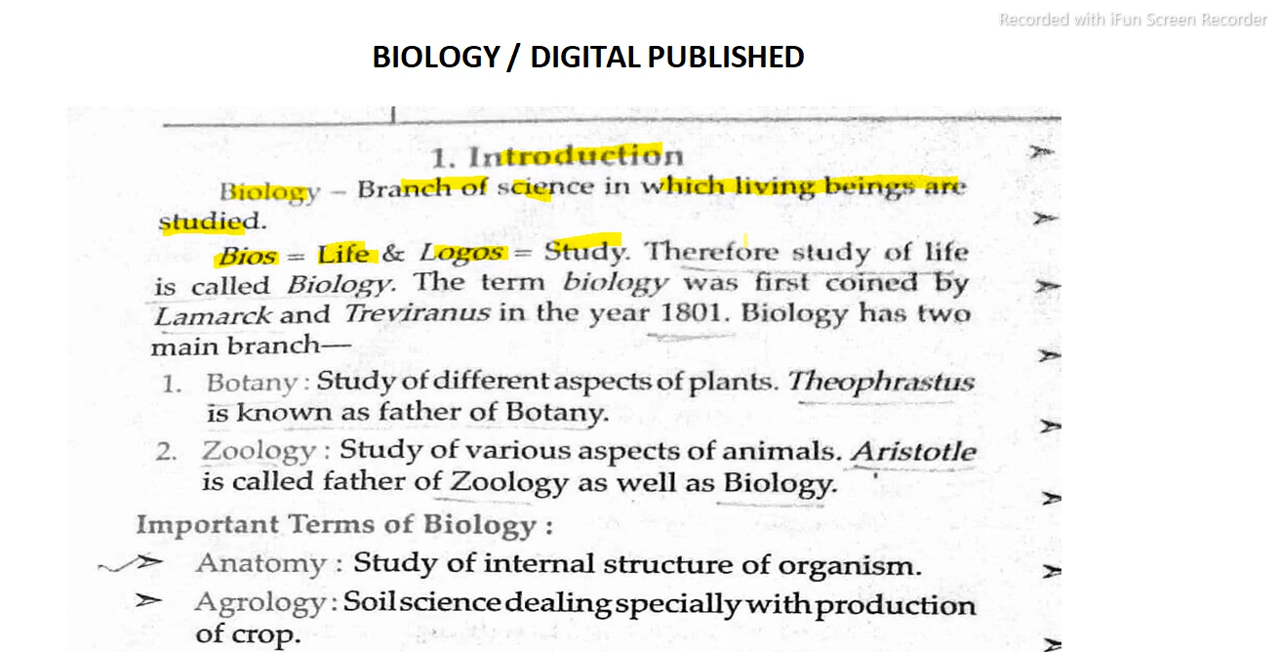 Recorded with iFun Screen Recorder
BIOLOGY / DIGITAL PUBLISHED
1. Introduction
Biology – Branch of science in which living beings are
studied.
Bios = Life & Logos = Study. Therefore study of life
is called Biology. The term biology was first coined by
Lamarck and Treviranus in the year 1801. Biology has two
main branch—
1. Botany : Study of different aspects of plants. Theophrastus
is known as father of Botany.
2. Zoology : Study of various aspects of animals. Aristotle
is called father of Zoology as well as Biology.
Important Terms of Biology :
➢ Anatomy : Study of internal structure of organism.
➢ Agrology : Soil science dealing specially with production
of crop.